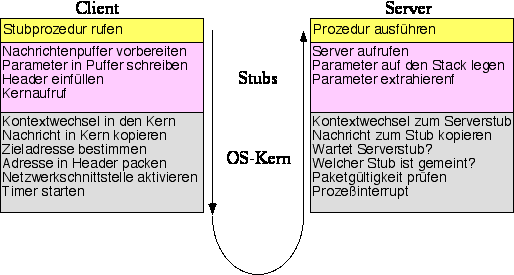 Client
Stubprozedur rufen
Nachrichtenpuffer vorbereiten
Parameter in Puffer schreiben
Header einfüllen
Kernaufruf
Kontextwechsel in den Kern
Nachricht in Kern kopieren
Zieladresse bestimmen
Adresse in Header packen
Netzwerkschnittstelle aktivieren
Timer starten
Stubs
OS-Kern
Server
Prozedur ausführen
Server aufrufen
Parameter auf den Stack legen
Parameter extrahierenf
Kontextwechsel zum Serverstub
Nachricht zum Stub kopieren
Wartet Serverstub?
Welcher Stub ist gemeint?
Paketgültigkeit prüfen
Prozeßinterrupt